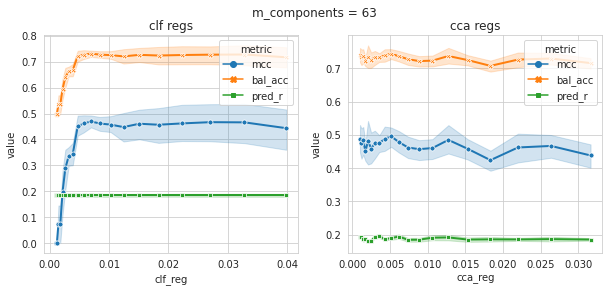 m_components = 63
clf regs
metric
mcc
bal_acc
pred_r
value
0.8
0.7
0.6
0.5
0.4
0.3
0.2
0.1
0.0
0.00
0.01
0.02
0.03
0.04
clf_reg
cca regs
metric
mcc
bal_acc
pred_r
value
0.7
0.6
0.5
0.4
0.3
0.2
0.000
0.005
0.010
0.015
0.020
0.025
0.030
cca_reg